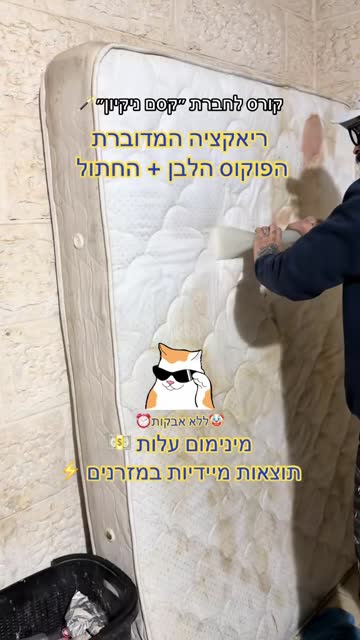 קורס לחברת ״קסם ניקיון״🪄
ריאקציה המדוברת
הפוקוס הלבן + החתול
⏰ללא אבקות🤡
מינימום עלות 💵
תוצאות מיידיות במזרנים ⚡